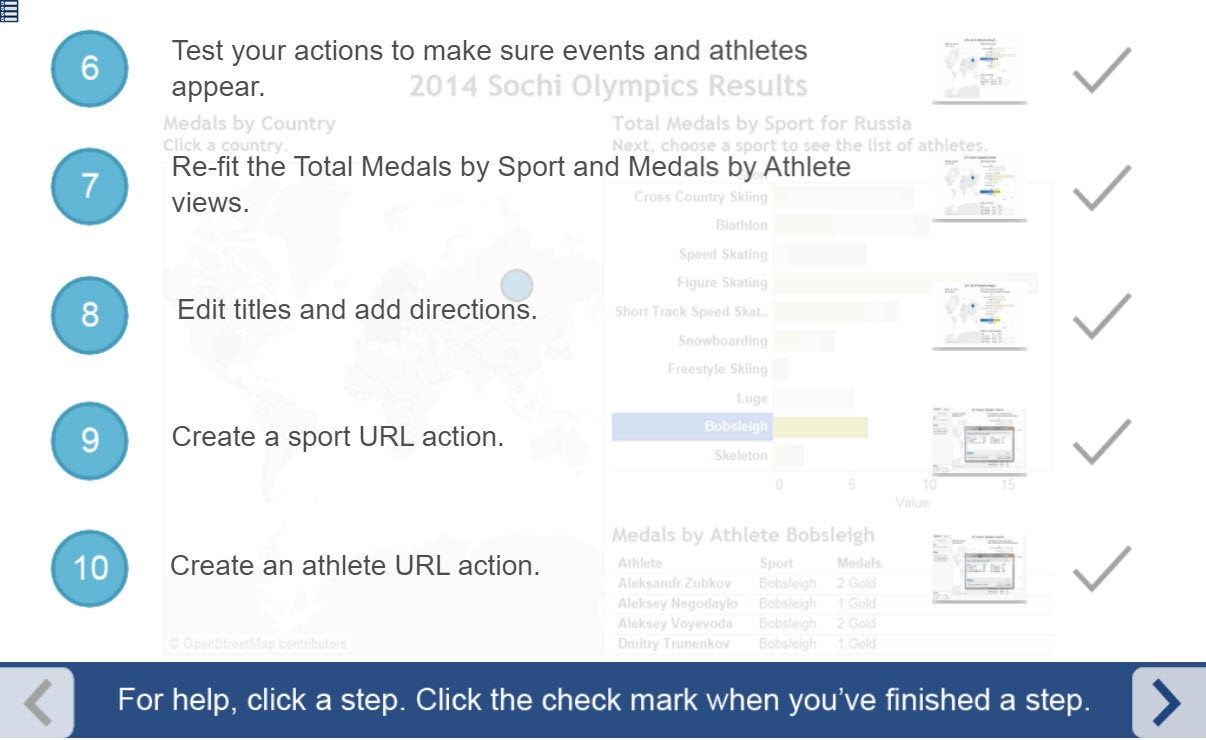 6
Test your actions to make sure events and athletes
appear.
2014 Sochi Olympics Results
Medals by Country
Click a country.
Total Medals by Sport for Russia
Next, choose a sport to see the list of athletes.
7
Re-fit the Total Medals by Sport and Medals by Athlete
views.
Cross Country Skiing
Biathlon
Speed Skating
Figure Skating
8
Edit titles and add directions.
Short Track Speed Skat..
Snowboarding
Freestyle Skiing
Luge
9
Create a sport URL action.
Bobsleigh
Skeleton
0 5 10 15
Value
Medals by Athlete Bobsleigh
10
Create an athlete URL action.
Athlete Sport Medals
Aleksandr Zubkov Bobsleigh 2 Gold
Aleksey Negodaylo Bobsleigh 1 Gold
Aleksey Voyevoda Bobsleigh 2 Gold
Dmitry Trunenkov Bobsleigh 1 Gold
© OpenStreetMap contributors
For help, click a step. Click the check mark when you’ve finished a step.